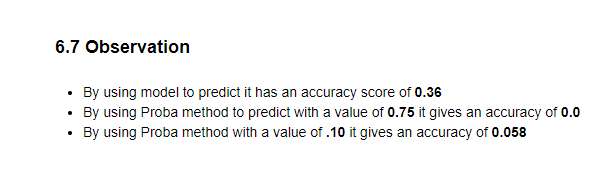 6.7 Observation
• By using model to predict it has an accuracy score of 0.36
• By using Proba method to predict with a value of 0.75 it gives an accuracy of 0.0
• By using Proba method with a value of .10 it gives an accuracy of 0.058